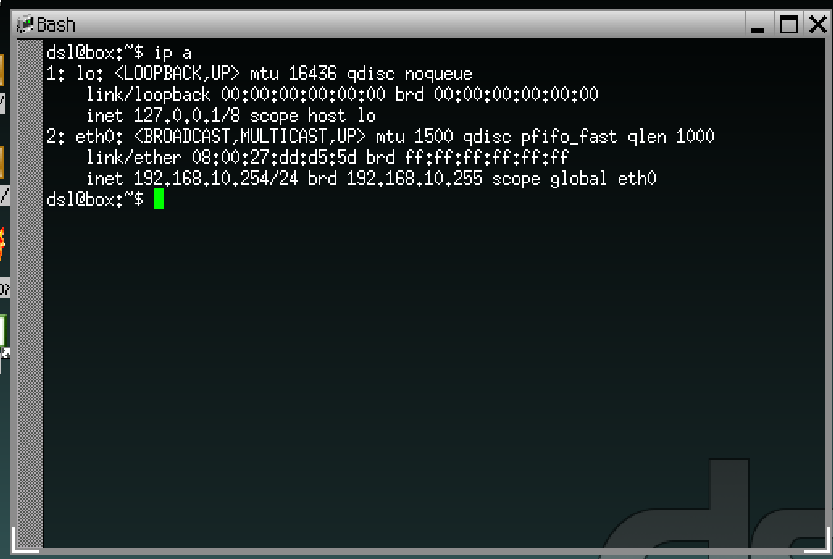 Bash
dsl@box:~$ ip a
1: lo: <LOOPBACK,UP> mtu 16436 qdisc noqueue
    link/loopback 00:00:00:00:00:00 brd 00:00:00:00:00:00
    inet 127.0.0.1/8 scope host lo
2: eth0: <BROADCAST,MULTICAST,UP> mtu 1500 qdisc pfifo_fast qlen 1000
    link/ether 08:00:27:dd:d5:5d brd ff:ff:ff:ff:ff:ff
    inet 192.168.10.254/24 brd 192.168.10.255 scope global eth0
dsl@box:~$